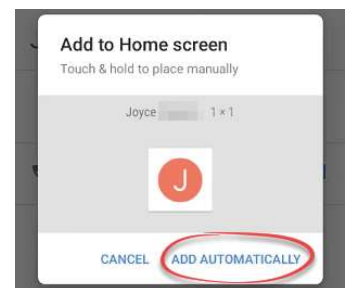 Add to Home screen
Touch & hold to place manually
Joyce 1 × 1
J
CANCEL ADD AUTOMATICALLY